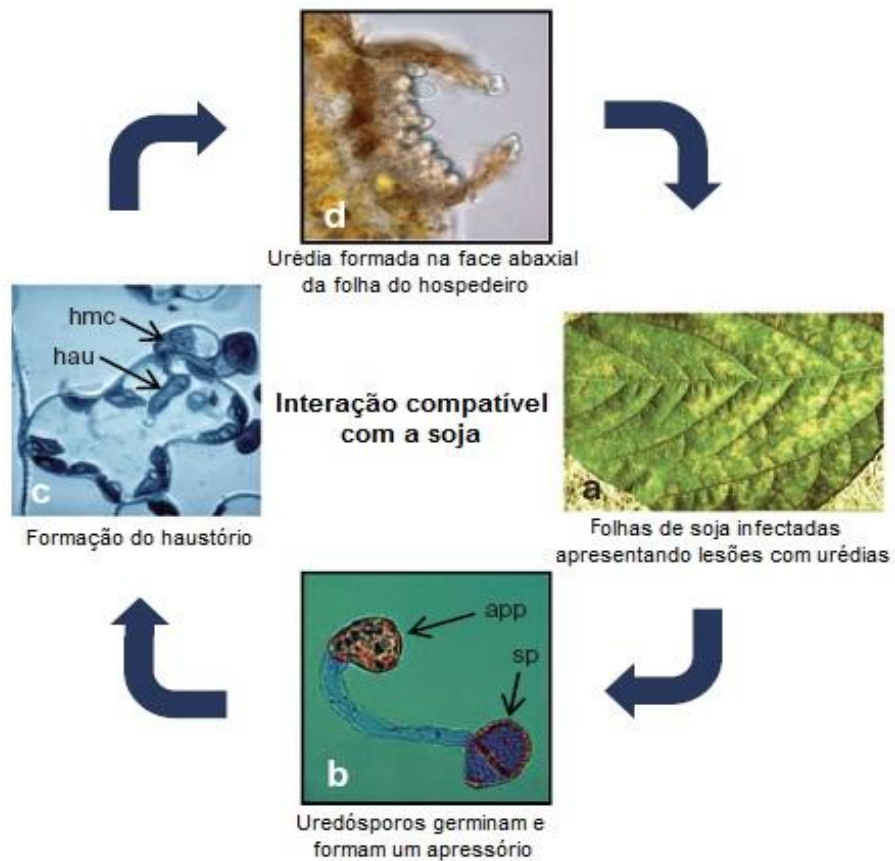 d
Urédia formada na face abaxial
da folha do hospedeiro
hmc
hau
c
Formação do haustório
Interação compatível
com a soja
a
Folhas de soja infectadas
apresentando lesões com urédias
app
sp
b
Uredósporos germinam e
formam um apressório